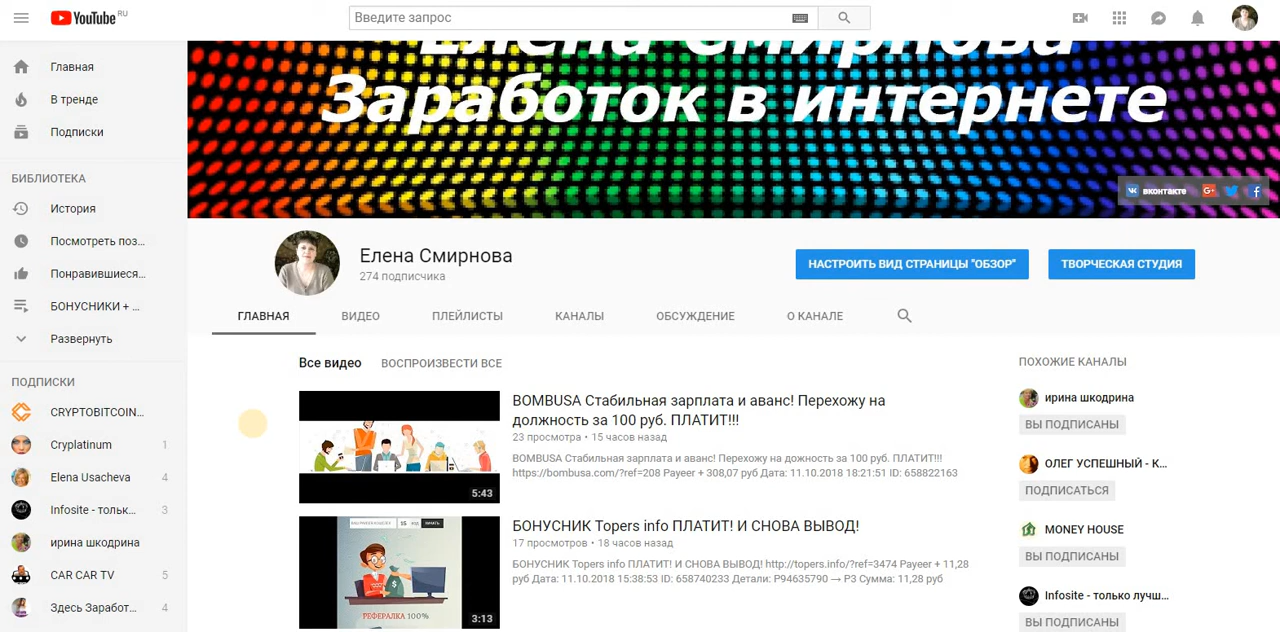 YouTube RU
Введите запрос
Главная
В тренде
Подписки
БИБЛИОТЕКА
История
Посмотреть поз...
Понравившиеся...
БОНУСНИКИ + ...
Развернуть
ПОДПИСКИ
CRYPTOBITCOIN...
Cryplatinum 1
Elena Usacheva 4
Infosite - тольк... 3
ирина шкодрина
CAR CAR TV 5
Здесь Заработ... 4
Елена Смирнова
Заработок в интернете
вконтакте
Елена Смирнова
274 подписчика
НАСТРОИТЬ ВИД СТРАНИЦЫ "ОБЗОР"
ТВОРЧЕСКАЯ СТУДИЯ
ГЛАВНАЯ ВИДЕО ПЛЕЙЛИСТЫ КАНАЛЫ ОБСУЖДЕНИЕ О КАНАЛЕ
Все видео ВОСПРОИЗВЕСТИ ВСЕ
5:43
BOMBUSA Стабильная зарплата и аванс! Перехожу на
должность за 100 руб. ПЛАТИТ!!!
23 просмотра • 15 часов назад
BOMBUSA Стабильная зарплата и аванс! Перехожу на дожность за 100 руб. ПЛАТИТ!!!
https://bombusa.com/?ref=208 Payeer + 308,07 руб Дата: 11.10.2018 18:21:51 ID: 658822163
РЕФЕРАЛКА 100%
3:13
БОНУСНИК Topers info ПЛАТИТ! И СНОВА ВЫВОД!
17 просмотров • 18 часов назад
БОНУСНИК Topers info ПЛАТИТ! И СНОВА ВЫВОД! http://topers.info/?ref=3474 Payeer + 11,28
руб Дата: 11.10.2018 15:38:53 ID: 658740233 Детали: P94635790 → P3 Сумма: 11,28 руб
ПОХОЖИЕ КАНАЛЫ
ирина шкодрина
ВЫ ПОДПИСАНЫ
ОЛЕГ УСПЕШНЫЙ - К...
ПОДПИСАТЬСЯ
MONEY HOUSE
ВЫ ПОДПИСАНЫ
Infosite - только лучш...
ВЫ ПОДПИСАНЫ